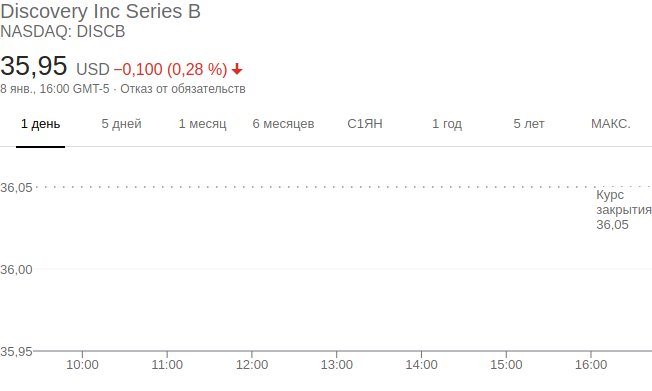 Discovery Inc Series B
NASDAQ: DISCB
35,95 USD −0,100 (0,28 %)
8 янв., 16:00 GMT-5 · Отказ от обязательств
1 день 5 дней 1 месяц 6 месяцев С1ЯН 1 год 5 лет МАКС.
36,05
Курс
закрытия
36,05
36,00
35,95
10:00 11:00 12:00 13:00 14:00 15:00 16:00